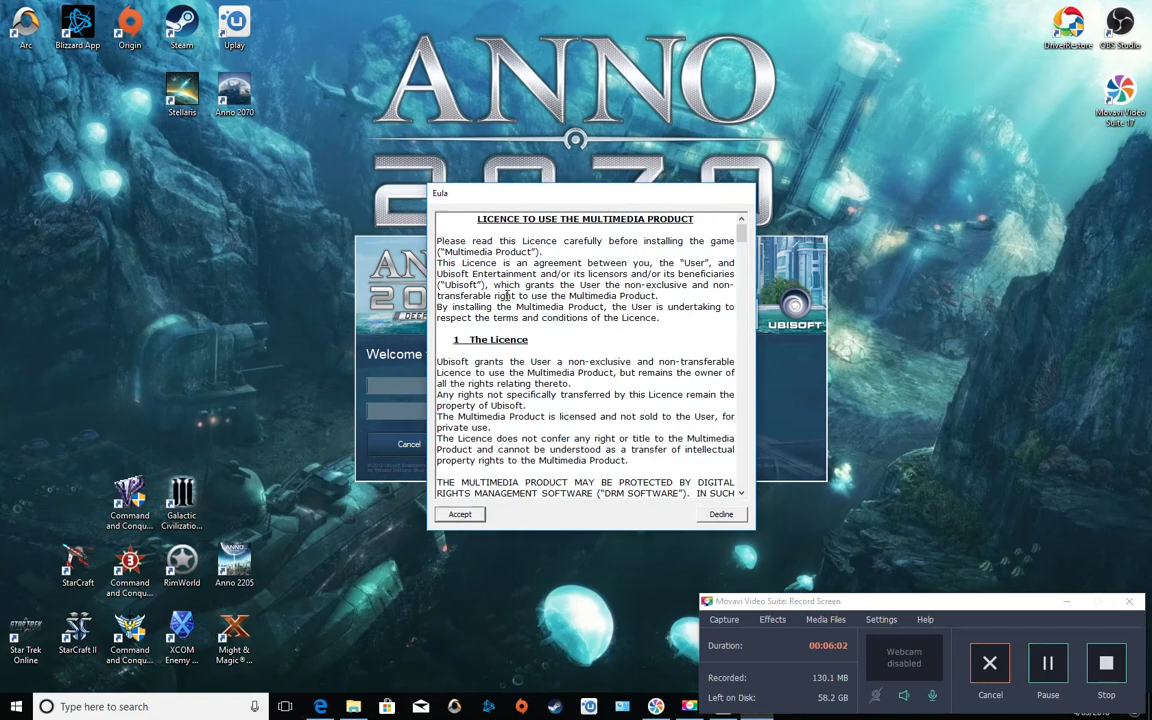 Arc
Blizzard App
Origin
Steam
Uplay
DriverRestore
OBS Studio
Stellaris
Anno 2070
Movavi Video
Suite 17
ANNO
2070
Eula
LICENCE TO USE THE MULTIMEDIA PRODUCT
Please read this Licence carefully before installing the game
(“Multimedia Product”).
This Licence is an agreement between you, the “User”, and
Ubisoft Entertainment and/or its licensors and/or its beneficiaries
(“Ubisoft”), which grants the User the non-exclusive and non-
transferable right to use the Multimedia Product.
By installing the Multimedia Product, the User is undertaking to
respect the terms and conditions of the Licence.
1 The Licence
Ubisoft grants the User a non-exclusive and non-transferable
Licence to use the Multimedia Product, but remains the owner of
all the rights relating thereto.
Any rights not specifically transferred by this Licence remain the
property of Ubisoft.
The Multimedia Product is licensed and not sold to the User, for
private use.
The Licence does not confer any right or title to the Multimedia
Product and cannot be understood as a transfer of intellectual
property rights to the Multimedia Product.
THE MULTIMEDIA PRODUCT MAY BE PROTECTED BY DIGITAL
RIGHTS MANAGEMENT SOFTWARE (“DRM SOFTWARE”). IN SUCH
Accept
Decline
AN
20
DEEP
UBISOFT
Welcome
Cancel
Command
and Conqu...
Galactic
Civilizatio...
StarCraft
Command
and Conqu...
RimWorld
ANNO
Anno 2205
STAR TREK
ONLINE
Star Trek
Online
StarCraft II
Command
and Conqu...
XCOM
Enemy ...
Might &
Magic® ...
Movavi Video Suite: Record Screen
Capture
Effects
Media Files
Settings
Help
Duration:
00:06:02
Recorded:
130.1 MB
Left on Disk:
58.2 GB
Webcam
disabled
Cancel
Pause
Stop
Type here to search